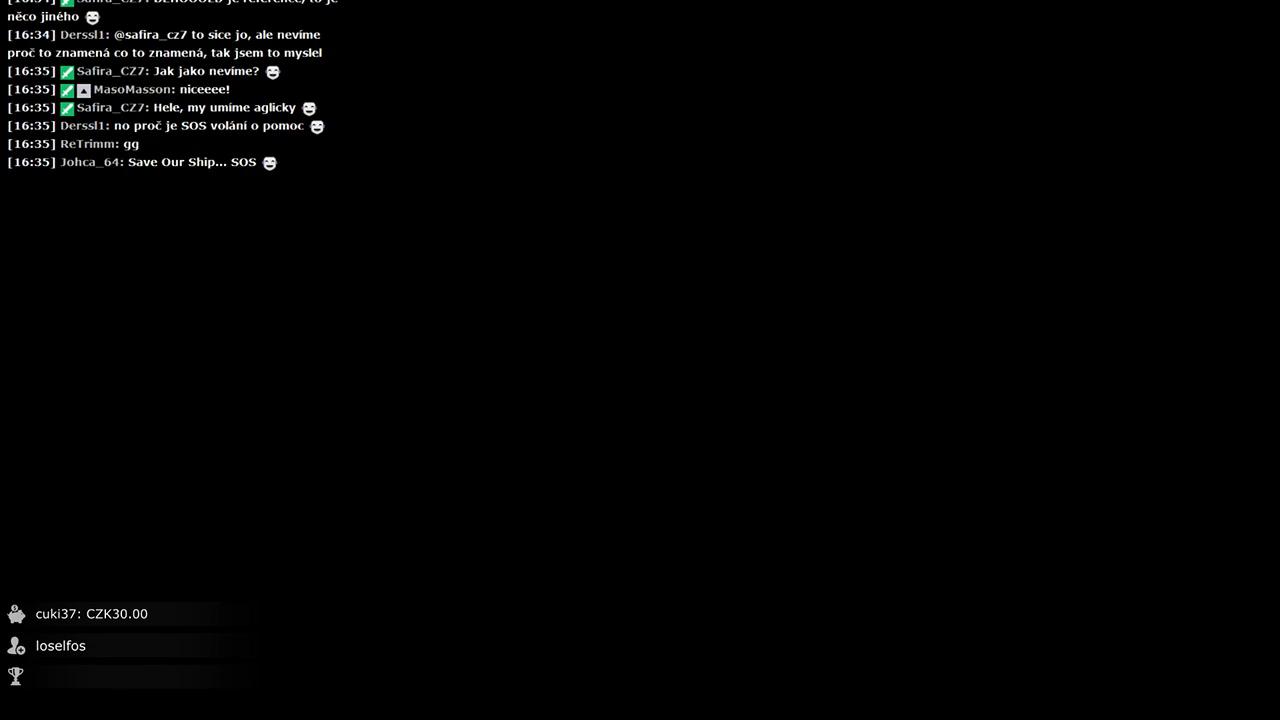 něco jiného
[16:34] Derssl1: @safira_cz7 to sice jo, ale nevíme
proč to znamená co to znamená, tak jsem to myslel
[16:35] Safira_CZ7: Jak jako nevíme?
[16:35] MasoMasson: niceeee!
[16:35] Safira_CZ7: Hele, my umíme aglicky
[16:35] Derssl1: no proč je SOS volání o pomoc
[16:35] ReTrimm: gg
[16:35] Johca_64: Save Our Ship... SOS
cuki37: CZK30.00
loselfos